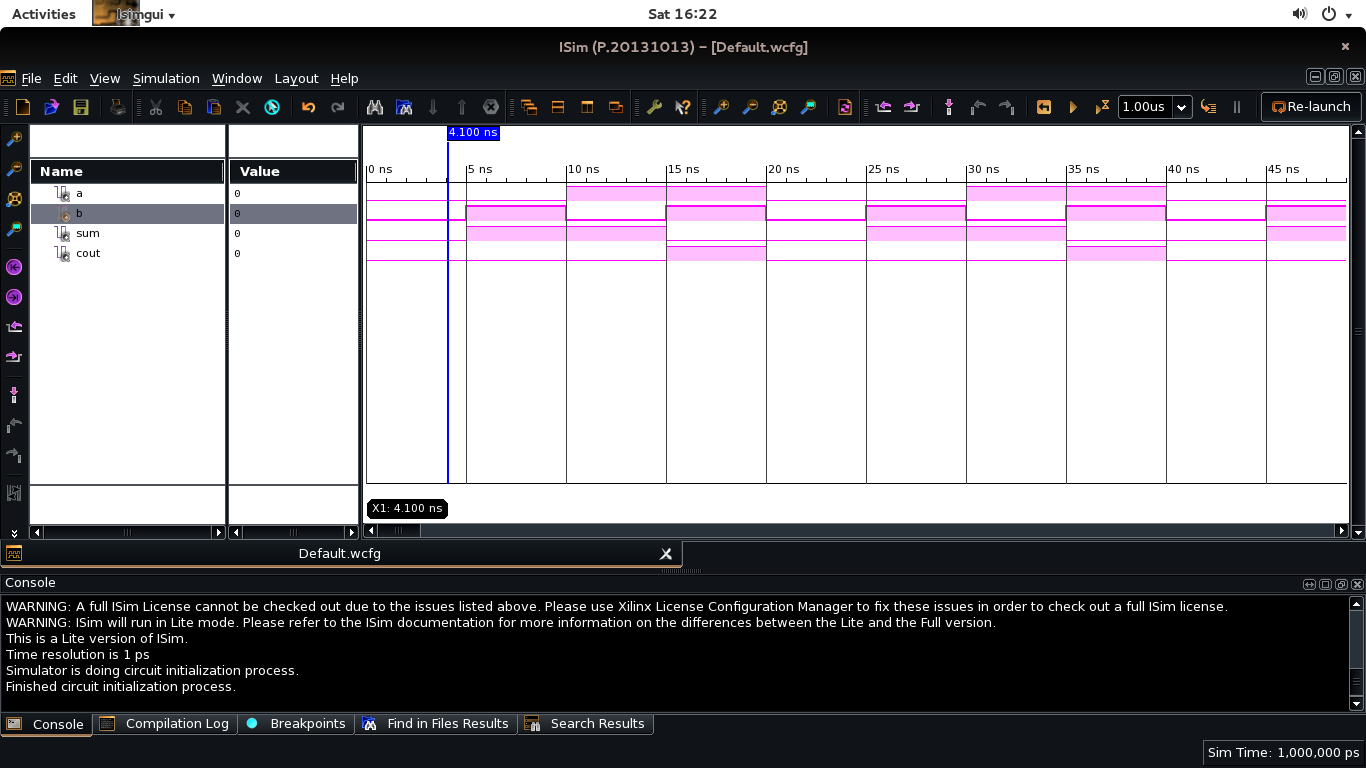 Activities Isimgui Sat 16:22
ISim (P.20131013) – [Default.wcfg]
File Edit View Simulation Window Layout Help
1.00us Re-launch
4.100 ns
Name Value
0 ns 5 ns 10 ns 15 ns 20 ns 25 ns 30 ns 35 ns 40 ns 45 ns
a 0
b 0
sum 0
cout 0
X1: 4.100 ns
Default.wcfg
Console
WARNING: A full ISim License cannot be checked out due to the issues listed above. Please use Xilinx License Configuration Manager to fix these issues in order to check out a full ISim license.
WARNING: ISim will run in Lite mode. Please refer to the ISim documentation for more information on the differences between the Lite and the Full version.
This is a Lite version of ISim.
Time resolution is 1 ps
Simulator is doing circuit initialization process.
Finished circuit initialization process.
Console Compilation Log Breakpoints Find in Files Results Search Results
Sim Time: 1,000,000 ps